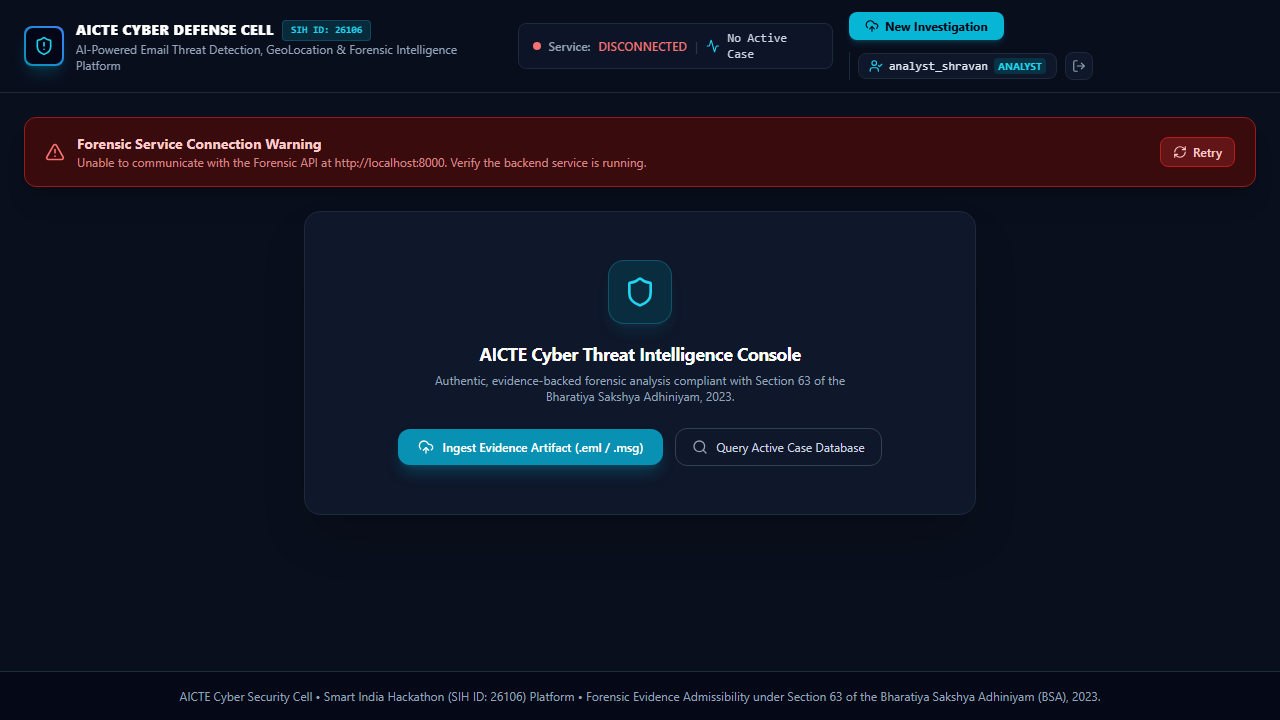 AICTE CYBER DEFENSE CELL
SIH ID: 26106
AI-Powered Email Threat Detection, GeoLocation & Forensic Intelligence
Platform
Service: DISCONNECTED
No Active
Case
New Investigation
analyst_shravan ANALYST
Forensic Service Connection Warning
Unable to communicate with the Forensic API at http://localhost:8000. Verify the backend service is running.
Retry
AICTE Cyber Threat Intelligence Console
Authentic, evidence-backed forensic analysis compliant with Section 63 of the
Bharatiya Sakshya Adhiniyam, 2023.
Ingest Evidence Artifact (.eml / .msg)
Query Active Case Database
AICTE Cyber Security Cell • Smart India Hackathon (SIH ID: 26106) Platform • Forensic Evidence Admissibility under Section 63 of the Bharatiya Sakshya Adhiniyam (BSA), 2023.